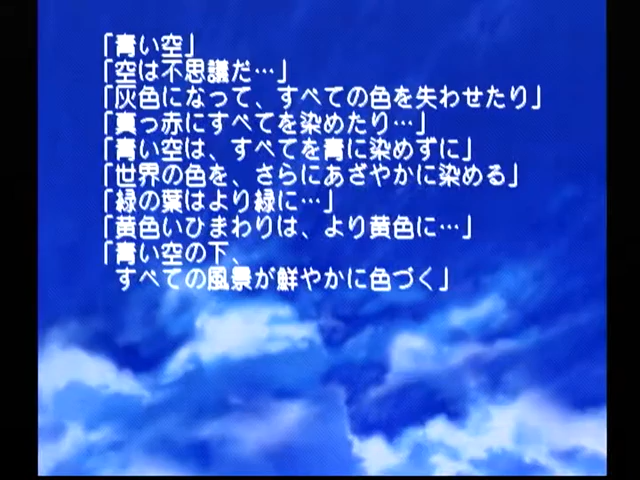 「青い空」
「空は不思議だ…」
「灰色になって、すべての色を失わせたり」
「真っ赤にすべてを染めたり…」
「青い空は、すべてを青に染めずに」
「世界の色を、さらにあざやかに染める」
「緑の葉はより緑に…」
「黄色いひまわりは、より黄色に…」
「青い空の下、
すべての風景が鮮やかに色づく」